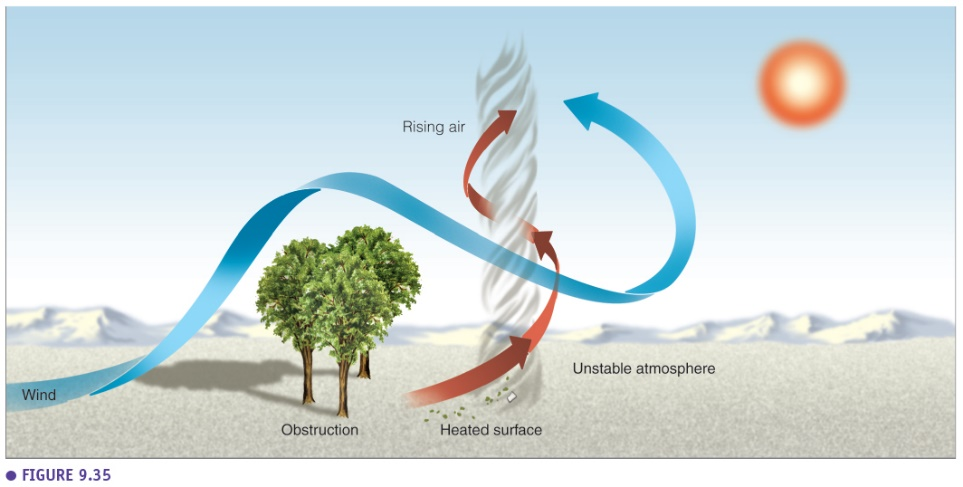 Rising air
Unstable atmosphere
Wind
Obstruction
Heated surface
● FIGURE 9.35